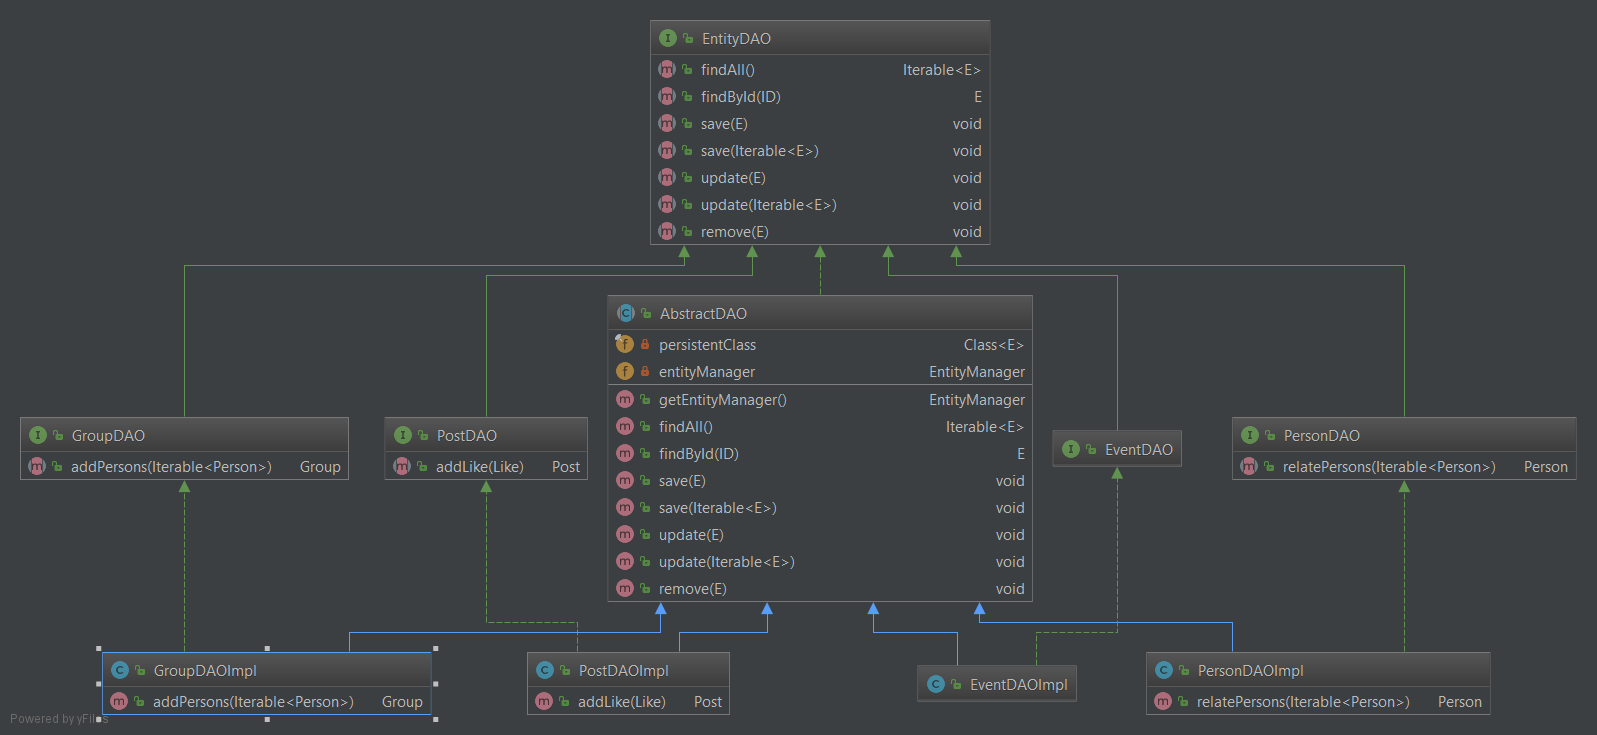 EntityDAO
findAll() Iterable<E>
findById(ID) E
save(E) void
save(Iterable<E>) void
update(E) void
update(Iterable<E>) void
remove(E) void
AbstractDAO
persistentClass Class<E>
entityManager EntityManager
getEntityManager() EntityManager
findAll() Iterable<E>
findById(ID) E
save(E) void
save(Iterable<E>) void
update(E) void
update(Iterable<E>) void
remove(E) void
GroupDAO
addPersons(Iterable<Person>) Group
PostDAO
addLike(Like) Post
EventDAO
PersonDAO
relatePersons(Iterable<Person>) Person
GroupDAOImpl
addPersons(Iterable<Person>) Group
PostDAOImpl
addLike(Like) Post
EventDAOImpl
PersonDAOImpl
relatePersons(Iterable<Person>) Person
Powered by yFiles